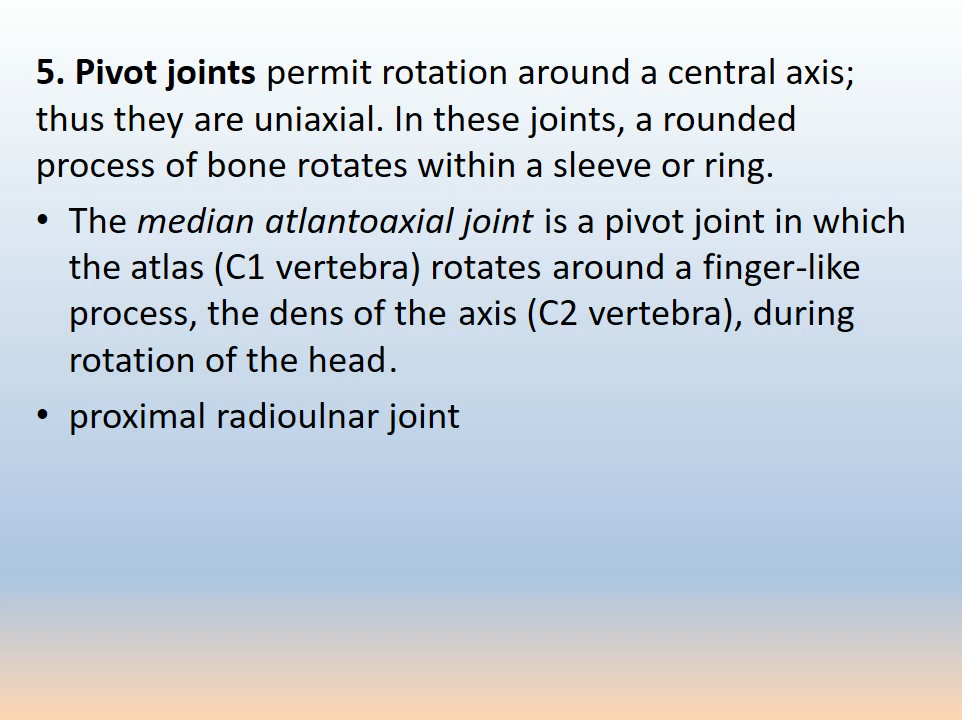 5. Pivot joints permit rotation around a central axis;
thus they are uniaxial. In these joints, a rounded
process of bone rotates within a sleeve or ring.
• The median atlantoaxial joint is a pivot joint in which
the atlas (C1 vertebra) rotates around a finger-like
process, the dens of the axis (C2 vertebra), during
rotation of the head.
• proximal radioulnar joint